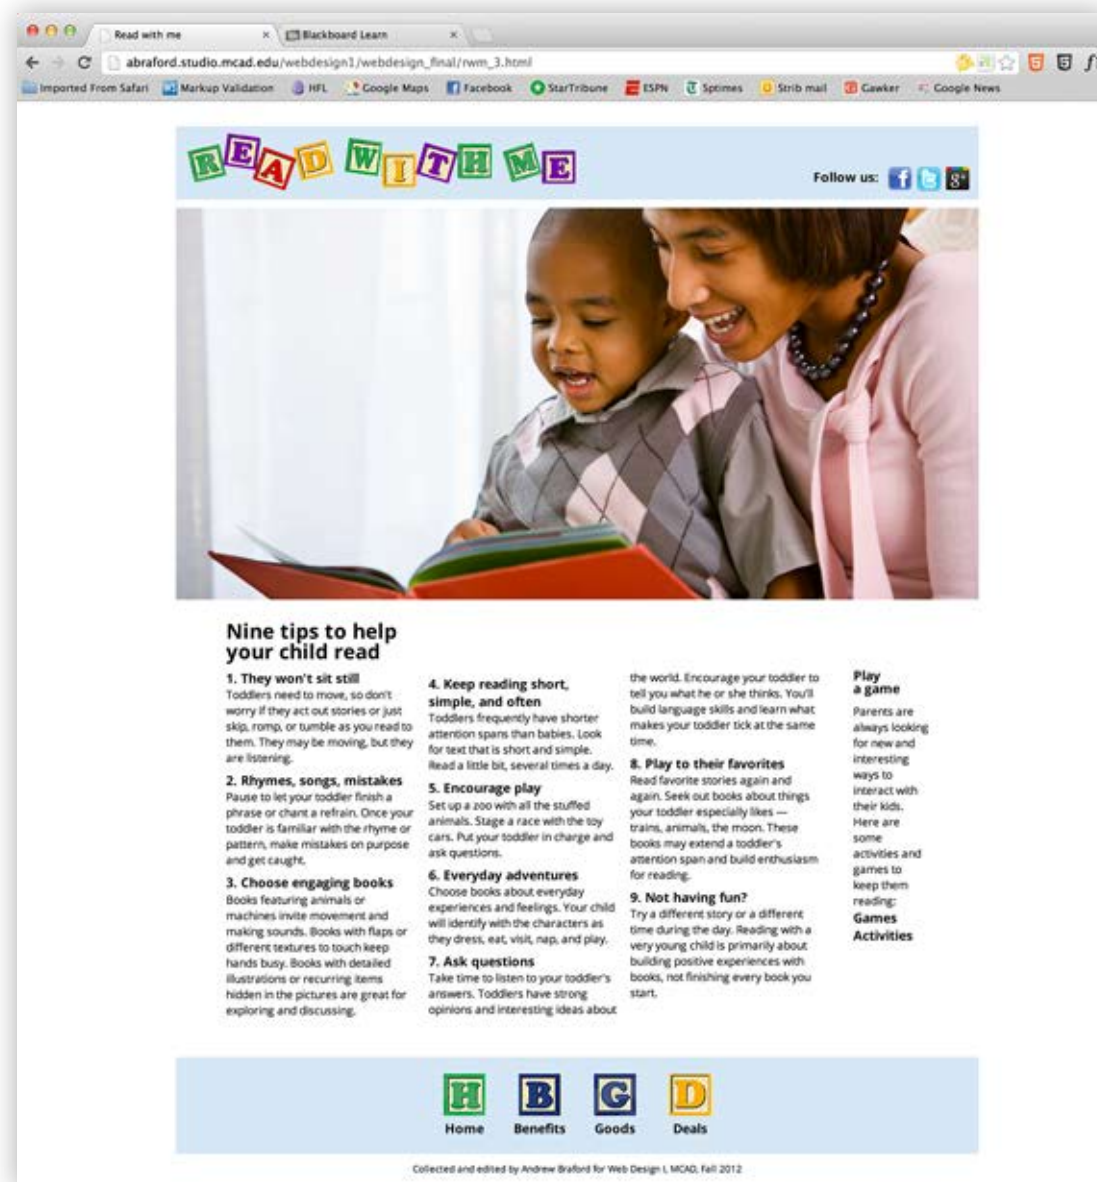 Read with me
Blackboard Learn
abraford.studio.mcad.edu/webdesign1/webdesign_final/rwm_3.html
Imported From Safari Markup Validation HFL Google Maps Facebook StarTribune ESPN Sptimes Strib mail Gawker Google News
READ WITH ME
Follow us: f t g+
Nine tips to help
your child read
1. They won't sit still
Toddlers need to move, so don't
worry if they act out stories or just
skip, romp, or tumble as you read to
them. They may be moving, but they
are listening.
2. Rhymes, songs, mistakes
Pause to let your toddler finish a
phrase or chant a refrain. Once your
toddler is familiar with the rhyme or
pattern, make mistakes on purpose
and get caught.
3. Choose engaging books
Books featuring animals or
machines invite movement and
making sounds. Books with flaps or
different textures to touch keep
hands busy. Books with detailed
illustrations or recurring items
hidden in the pictures are great for
exploring and discussing.
4. Keep reading short,
simple, and often
Toddlers frequently have shorter
attention spans than babies. Look
for text that is short and simple.
Read a little bit, several times a day.
5. Encourage play
Set up a zoo with all the stuffed
animals. Stage a race with the toy
cars. Put your toddler in charge and
ask questions.
6. Everyday adventures
Choose books about everyday
experiences and feelings. Your child
will identify with the characters as
they dress, eat, visit, nap, and play.
7. Ask questions
Take time to listen to your toddler's
answers. Toddlers have strong
opinions and interesting ideas about
the world. Encourage your toddler to
tell you what he or she thinks. You'll
build language skills and learn what
makes your toddler tick at the same
time.
8. Play to their favorites
Read favorite stories again and
again. Seek out books about things
your toddler especially likes —
trains, animals, the moon. These
books may extend a toddler's
attention span and build enthusiasm
for reading.
9. Not having fun?
Try a different story or a different
time during the day. Reading with a
very young child is primarily about
building positive experiences with
books, not finishing every book you
start.
Play
a game
Parents are
always looking
for new and
interesting
ways to
interact with
their kids.
Here are
some
activities and
games to
keep them
reading:
Games
Activities
H B G D
Home Benefits Goods Deals
Collected and edited by Andrew Braford for Web Design I, MCAD, Fall 2012